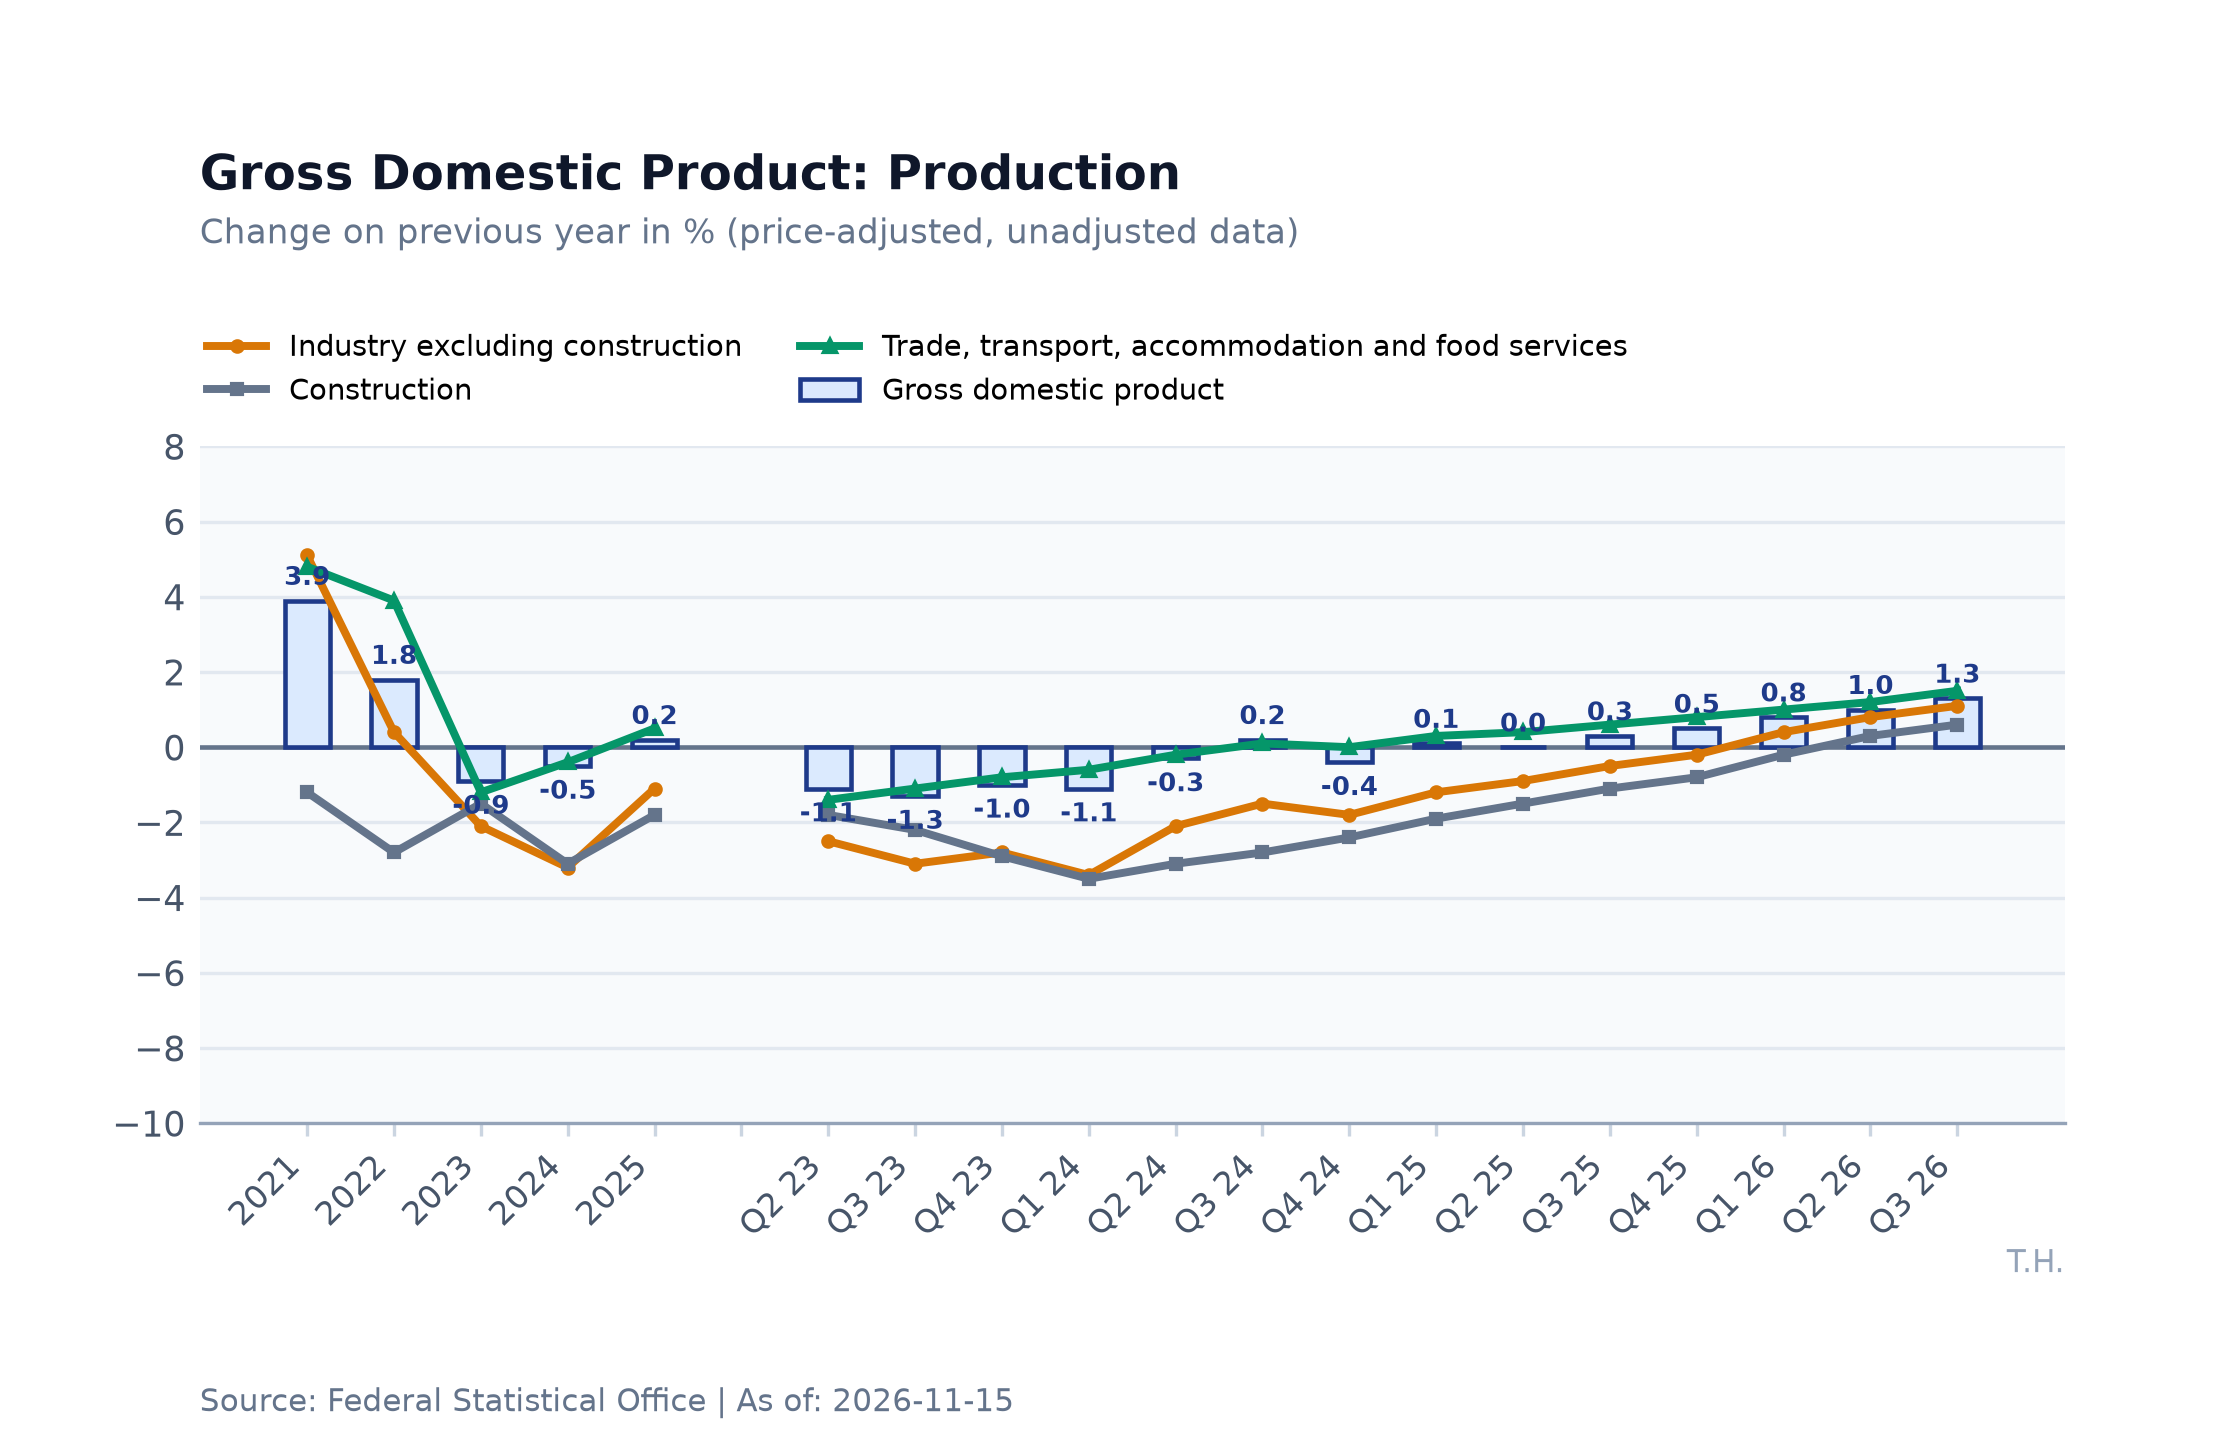 Gross Domestic Product: Production
Change on previous year in % (price-adjusted, unadjusted data)
Industry excluding construction
Trade, transport, accommodation and food services
Construction
Gross domestic product
8
6
4
2
0
−2
−4
−6
−8
−10
3.9
1.8
-0.9
-0.5
0.2
-1.1
-1.3
-1.0
-1.1
-0.3
0.2
-0.4
0.1
0.0
0.3
0.5
0.8
1.0
1.3
2021
2022
2023
2024
2025
Q2 23
Q3 23
Q4 23
Q1 24
Q2 24
Q3 24
Q4 24
Q1 25
Q2 25
Q3 25
Q4 25
Q1 26
Q2 26
Q3 26
T.H.
Source: Federal Statistical Office | As of: 2026-11-15